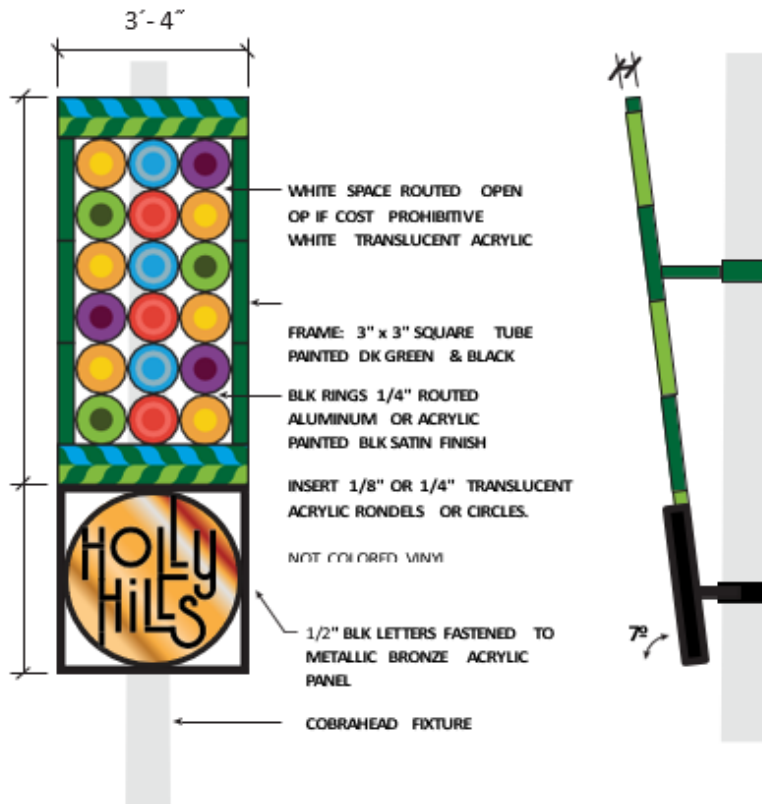 3´- 4˝
WHITE SPACE ROUTED OPEN
OP IF COST PROHIBITIVE
WHITE TRANSLUCENT ACRYLIC
FRAME: 3" x 3" SQUARE TUBE
PAINTED DK GREEN & BLACK
BLK RINGS 1/4" ROUTED
ALUMINUM OR ACRYLIC
PAINTED BLK SATIN FINISH
INSERT 1/8" OR 1/4" TRANSLUCENT
ACRYLIC RONDELS OR CIRCLES.
NOT COLORED VINYL
HOLLY
HILLS
1/2" BLK LETTERS FASTENED TO
METALLIC BRONZE ACRYLIC
PANEL
7º
COBRAHEAD FIXTURE